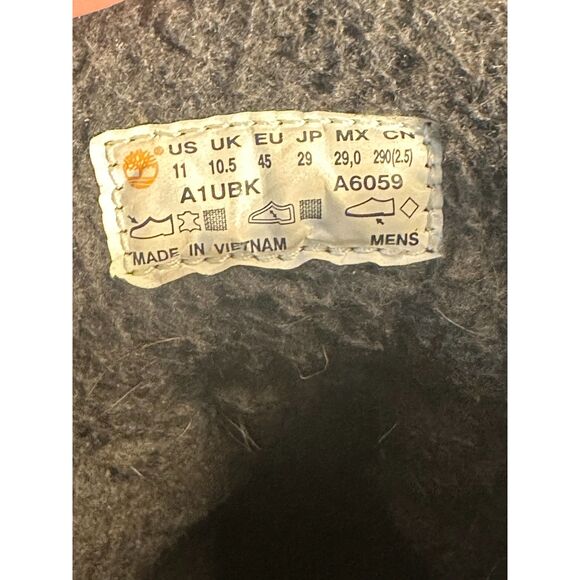 ® US UK EU JP MX CN
11 10.5 45 29 29,0 290(2.5)
A1UBK A6059
MADE IN VIETNAM MENS